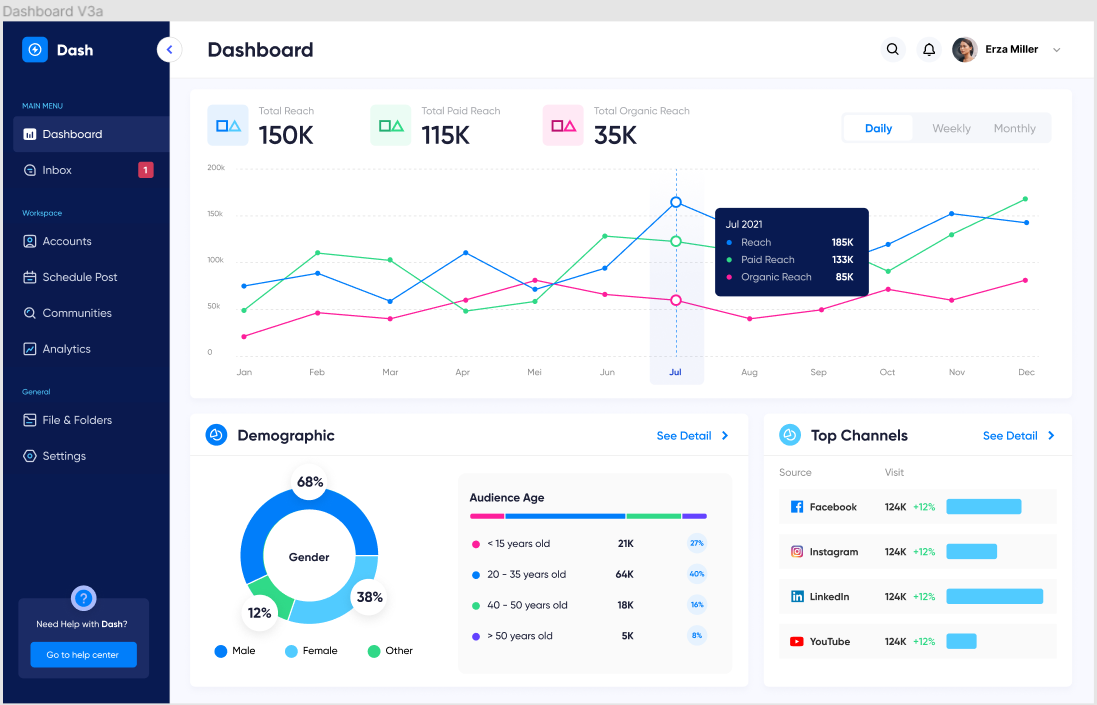 Dashboard V3a
Dash
Dashboard
Erza Miller
MAIN MENU
Dashboard
Inbox 1
Workspace
Accounts
Schedule Post
Communities
Analytics
General
File & Folders
Settings
?
Need Help with Dash?
Go to help center
Total Reach
150K
Total Paid Reach
115K
Total Organic Reach
35K
Daily Weekly Monthly
200k
150k
100k
50k
0
Jan Feb Mar Apr Mei Jun Jul Aug Sep Oct Nov Dec
Jul 2021
Reach 185K
Paid Reach 133K
Organic Reach 85K
Demographic
See Detail
68%
Gender
38%
12%
Male Female Other
Audience Age
< 15 years old 21K 27%
20 - 35 years old 64K 40%
40 - 50 years old 18K 16%
> 50 years old 5K 8%
Top Channels
See Detail
Source Visit
Facebook 124K +12%
Instagram 124K +12%
LinkedIn 124K +12%
YouTube 124K +12%